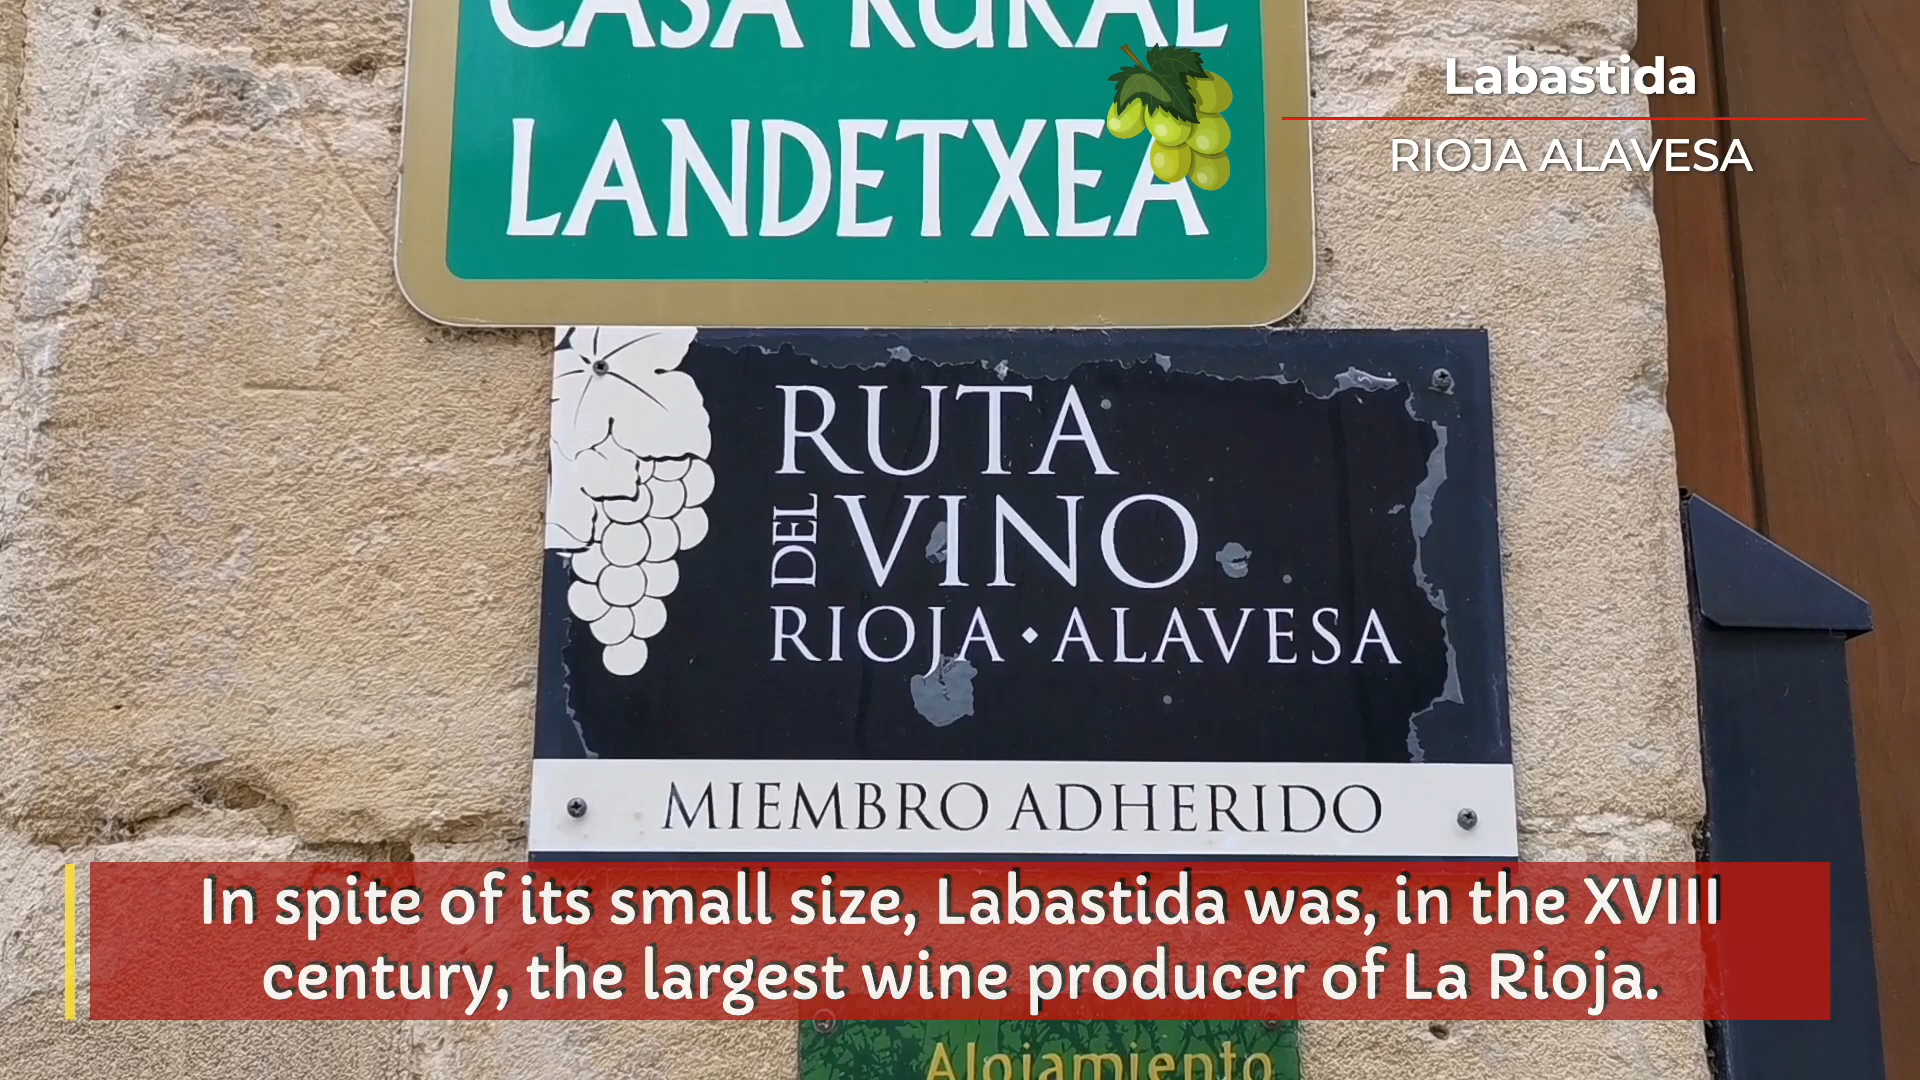 CASA RURAL
LANDETXEA
Labastida
RIOJA ALAVESA
RUTA
DEL VINO
RIOJA • ALAVESA
MIEMBRO ADHERIDO
In spite of its small size, Labastida was, in the XVIII
century, the largest wine producer of La Rioja.
Alojamiento